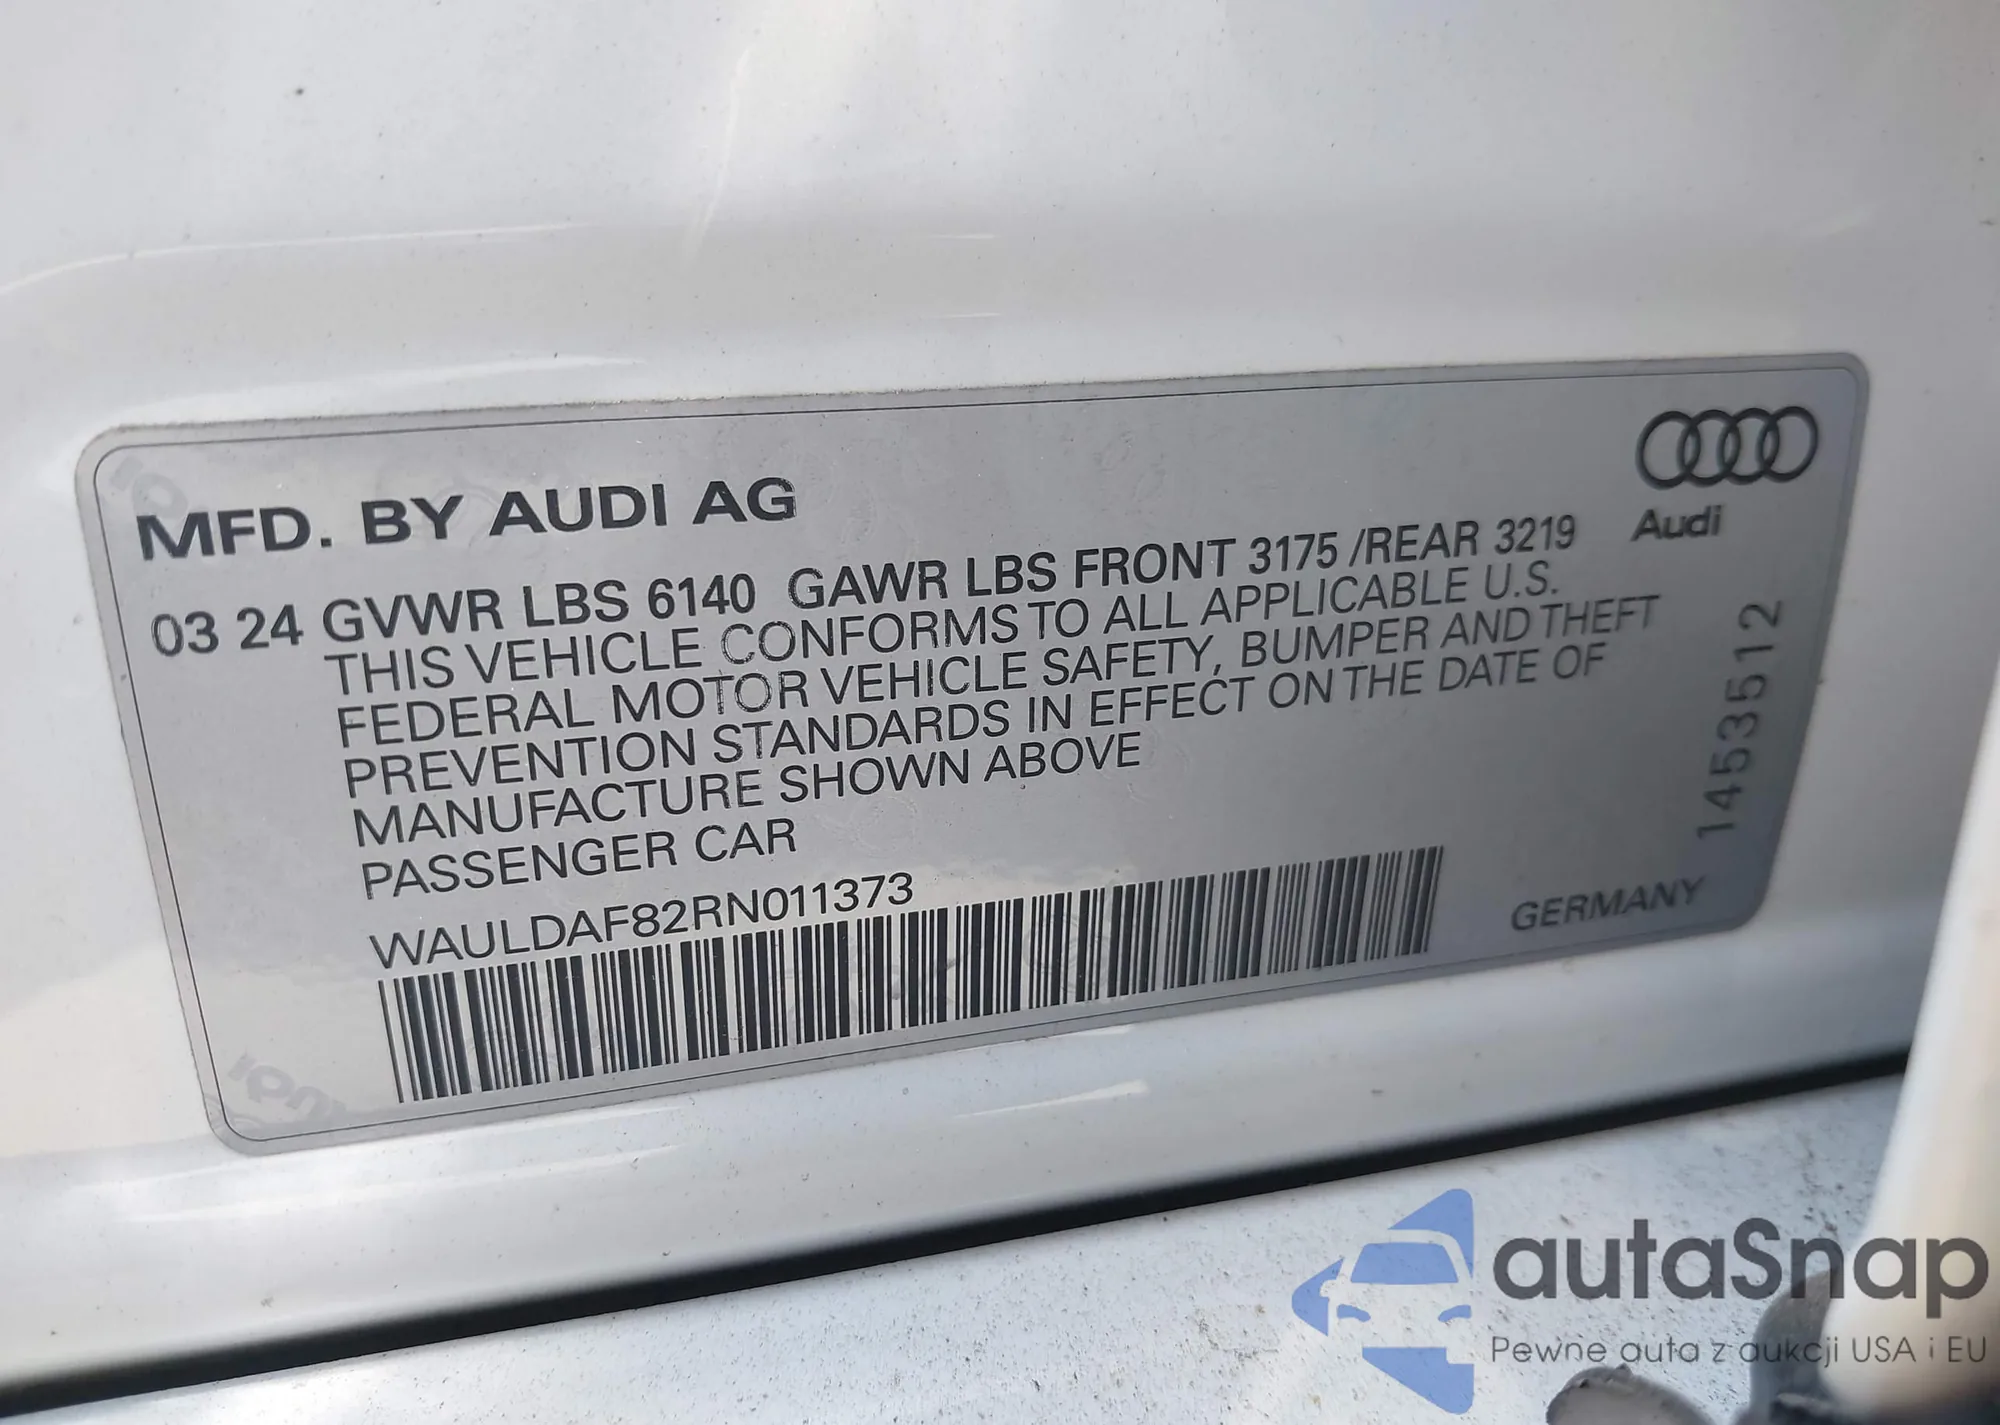 MFD. BY AUDI AG
Audi
03 24 GVWR LBS 6140 GAWR LBS FRONT 3175 /REAR 3219
THIS VEHICLE CONFORMS TO ALL APPLICABLE U.S.
FEDERAL MOTOR VEHICLE SAFETY, BUMPER AND THEFT
PREVENTION STANDARDS IN EFFECT ON THE DATE OF
MANUFACTURE SHOWN ABOVE
PASSENGER CAR
WAULDAF82RN011373
GERMANY
1453512
autaSnap
Pewne auta z aukcji USA i EU